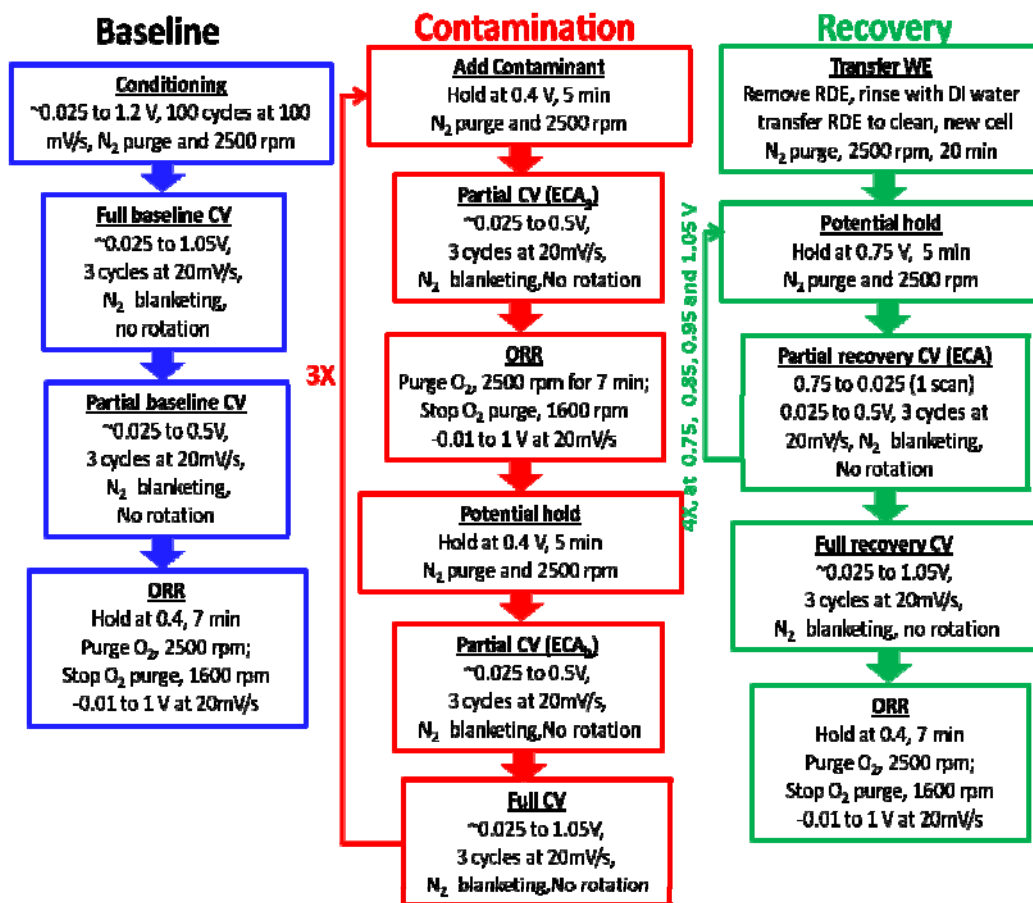 Baseline
Conditioning
~0.025 to 1.2 V, 100 cycles at 100
mV/s, N₂ purge and 2500 rpm
Full baseline CV
~0.025 to 1.05V,
3 cycles at 20mV/s,
N₂ blanketing,
no rotation
Partial baseline CV
~0.025 to 0.5V,
3 cycles at 20mV/s,
N₂ blanketing,
No rotation
ORR
Hold at 0.4, 7 min
Purge O₂, 2500 rpm;
Stop O₂ purge, 1600 rpm
-0.01 to 1 V at 20mV/s
Contamination
3X
Add Contaminant
Hold at 0.4 V, 5 min
N₂ purge and 2500 rpm
Partial CV (ECAₐ)
~0.025 to 0.5V,
3 cycles at 20mV/s,
N₂ blanketing,No rotation
ORR
Purge O₂, 2500 rpm for 7 min;
Stop O₂ purge, 1600 rpm
-0.01 to 1 V at 20mV/s
Potential hold
Hold at 0.4 V, 5 min
N₂ purge and 2500 rpm
Partial CV (ECA_b)
~0.025 to 0.5V,
3 cycles at 20mV/s,
N₂ blanketing,No rotation
Full CV
~0.025 to 1.05V,
3 cycles at 20mV/s,
N₂ blanketing,No rotation
Recovery
Transfer WE
Remove RDE, rinse with DI water
transfer RDE to clean, new cell
N₂ purge, 2500 rpm, 20 min
4X, at 0.75, 0.85, 0.95 and 1.05 V
Potential hold
Hold at 0.75 V, 5 min
N₂ purge and 2500 rpm
Partial recovery CV (ECA)
0.75 to 0.025 (1 scan)
0.025 to 0.5V, 3 cycles at
20mV/s, N₂ blanketing,
No rotation
Full recovery CV
~0.025 to 1.05V,
3 cycles at 20mV/s,
N₂ blanketing, no rotation
ORR
Hold at 0.4, 7 min
Purge O₂, 2500 rpm;
Stop O₂ purge, 1600 rpm
-0.01 to 1 V at 20mV/s